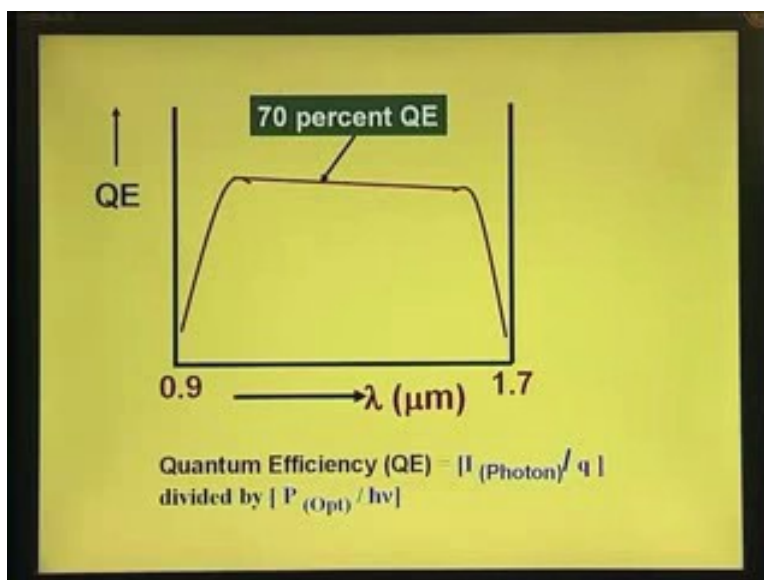 70 percent QE
QE
0.9
1.7
λ (μm)
Quantum Efficiency (QE) = [I (Photon)/ q ]
divided by [ P (Opt) / hν]